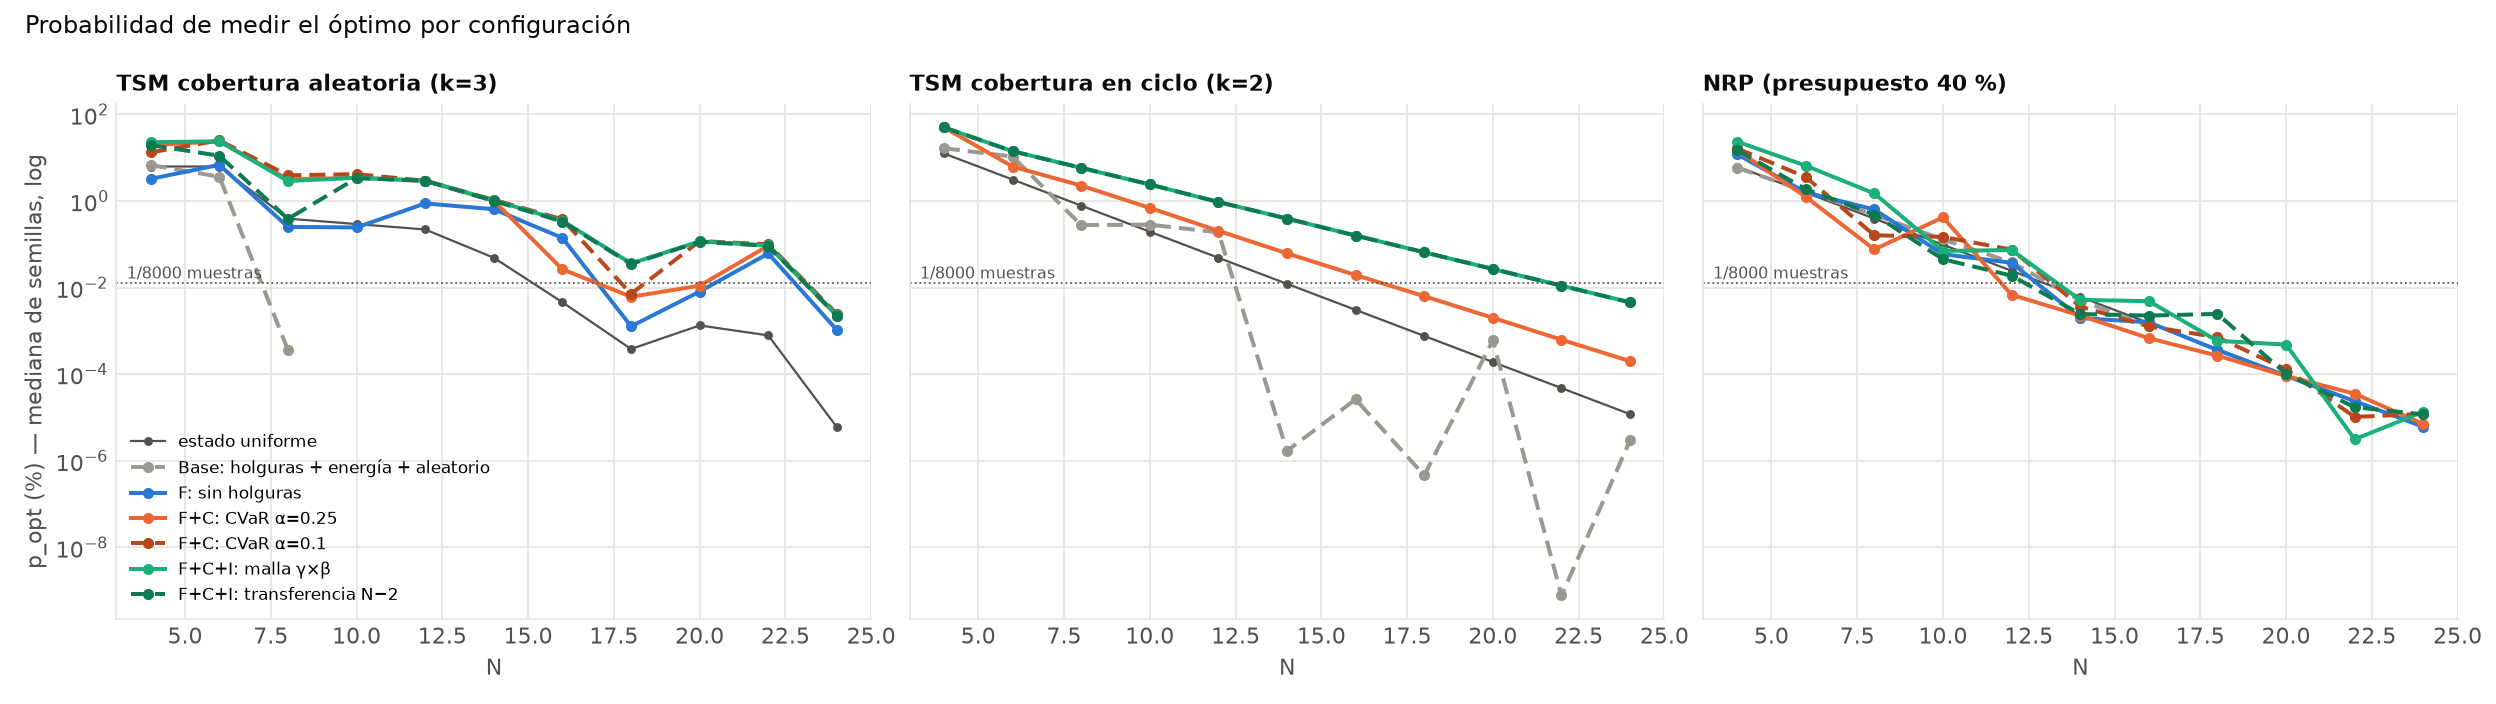 Probabilidad de medir el óptimo por configuración
TSM cobertura aleatoria (k=3)
TSM cobertura en ciclo (k=2)
NRP (presupuesto 40 %)
p_opt (%) — mediana de semillas, log
10²
10⁰
10⁻²
10⁻⁴
10⁻⁶
10⁻⁸
1/8000 muestras
1/8000 muestras
1/8000 muestras
estado uniforme
Base: holguras + energía + aleatorio
F: sin holguras
F+C: CVaR α=0.25
F+C: CVaR α=0.1
F+C+I: malla γ×β
F+C+I: transferencia N−2
5.0 7.5 10.0 12.5 15.0 17.5 20.0 22.5 25.0
5.0 7.5 10.0 12.5 15.0 17.5 20.0 22.5 25.0
5.0 7.5 10.0 12.5 15.0 17.5 20.0 22.5 25.0
N
N
N